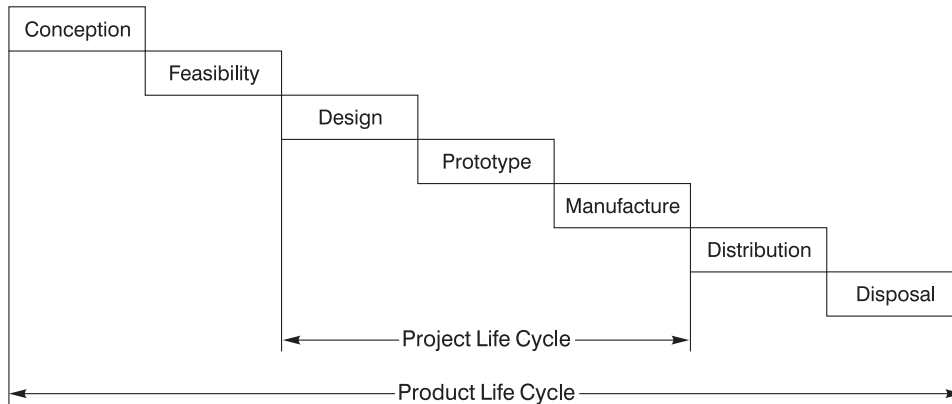 Conception
Feasibility
Design
Prototype
Manufacture
Distribution
Disposal
Project Life Cycle
Product Life Cycle